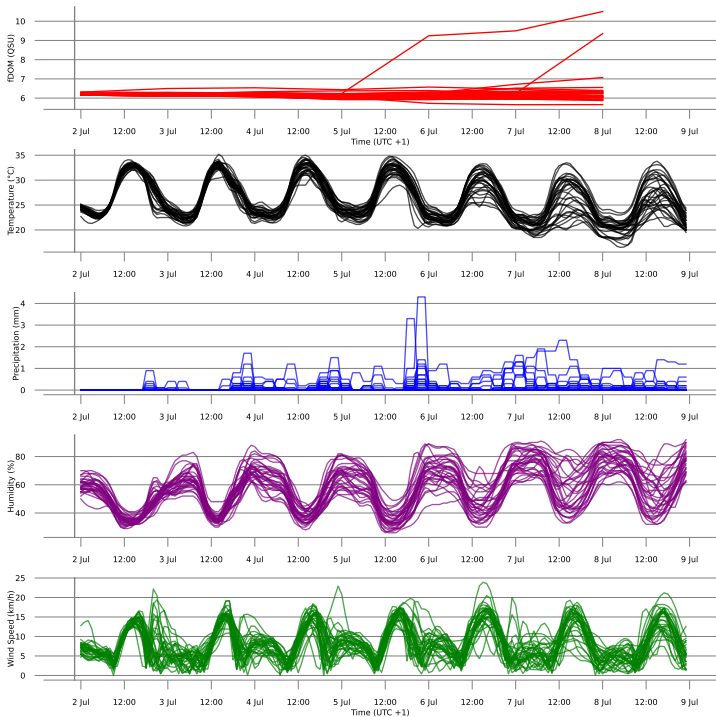 10
9
8
7
6
fDOM (QSU)
2 Jul 12:00 3 Jul 12:00 4 Jul 12:00 5 Jul 12:00 6 Jul 12:00 7 Jul 12:00 8 Jul 12:00 9 Jul
Time (UTC +1)
35
30
25
20
Temperature (°C)
2 Jul 12:00 3 Jul 12:00 4 Jul 12:00 5 Jul 12:00 6 Jul 12:00 7 Jul 12:00 8 Jul 12:00 9 Jul
4
3
2
1
0
Precipitation (mm)
2 Jul 12:00 3 Jul 12:00 4 Jul 12:00 5 Jul 12:00 6 Jul 12:00 7 Jul 12:00 8 Jul 12:00 9 Jul
80
60
40
Humidity (%)
2 Jul 12:00 3 Jul 12:00 4 Jul 12:00 5 Jul 12:00 6 Jul 12:00 7 Jul 12:00 8 Jul 12:00 9 Jul
25
20
15
10
5
0
Wind Speed (km/h)
2 Jul 12:00 3 Jul 12:00 4 Jul 12:00 5 Jul 12:00 6 Jul 12:00 7 Jul 12:00 8 Jul 12:00 9 Jul
Time (UTC +1)